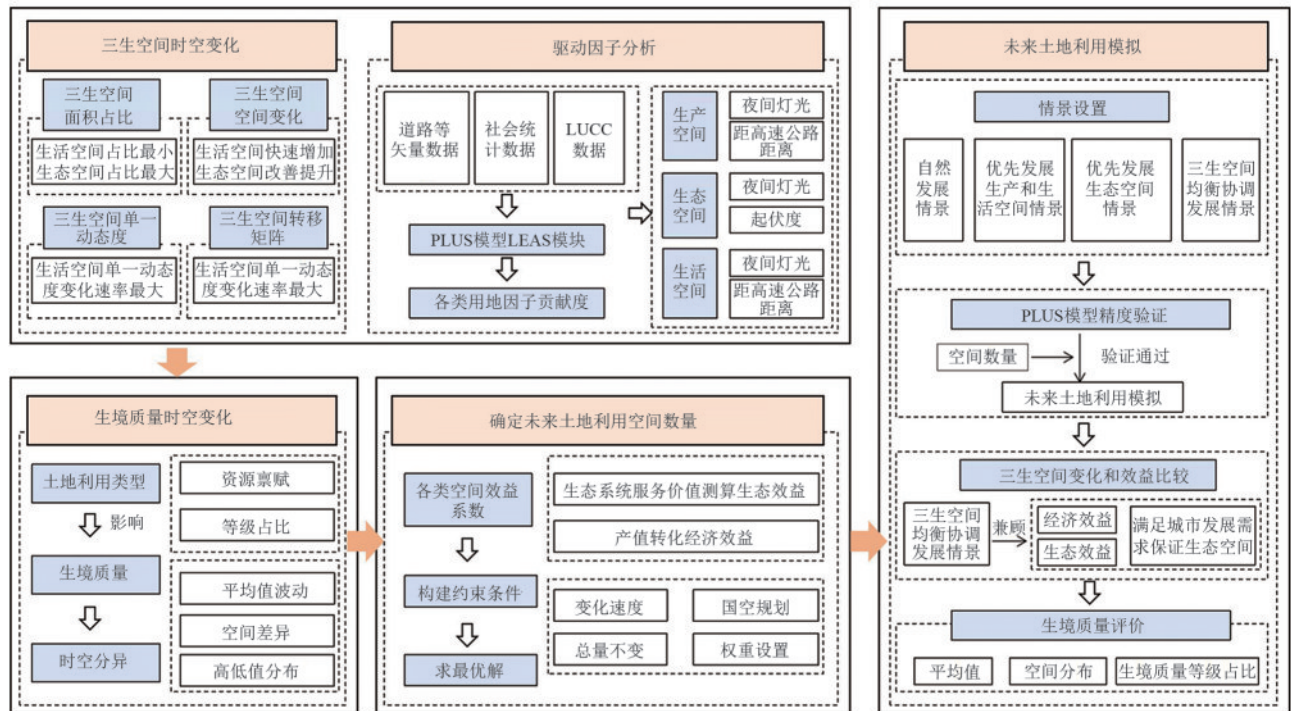 三生空间时空变化
三生空间
面积占比
生活空间占比最小
生态空间占比最大
三生空间
空间变化
生活空间快速增加
生态空间改善提升
三生空间单一
动态度
生活空间单一动态
度变化速率最大
三生空间转移
矩阵
生活空间单一动态
度变化速率最大
驱动因子分析
道路等
矢量数据
社会统
计数据
LUCC
数据
PLUS模型LEAS模块
各类用地因子贡献度
生产
空间
夜间灯光
距高速公路
距离
生态
空间
夜间灯光
起伏度
生活
空间
夜间灯光
距高速公路
距离
生境质量时空变化
土地利用类型
影响
生境质量
时空分异
资源禀赋
等级占比
平均值波动
空间差异
高低值分布
确定未来土地利用空间数量
各类空间效益
系数
构建约束条件
求最优解
生态系统服务价值测算生态效益
产值转化经济效益
变化速度
国空规划
总量不变
权重设置
未来土地利用模拟
情景设置
自然
发展
情景
优先发展
生产和生
活空间情景
优先发展
生态空间
情景
三生空间
均衡协调
发展情景
PLUS模型精度验证
空间数量
验证通过
未来土地利用模拟
三生空间变化和效益比较
三生空间
均衡协调
发展情景
兼顾
经济效益
生态效益
满足城市发展需
求保证生态空间
生境质量评价
平均值
空间分布
生境质量等级占比